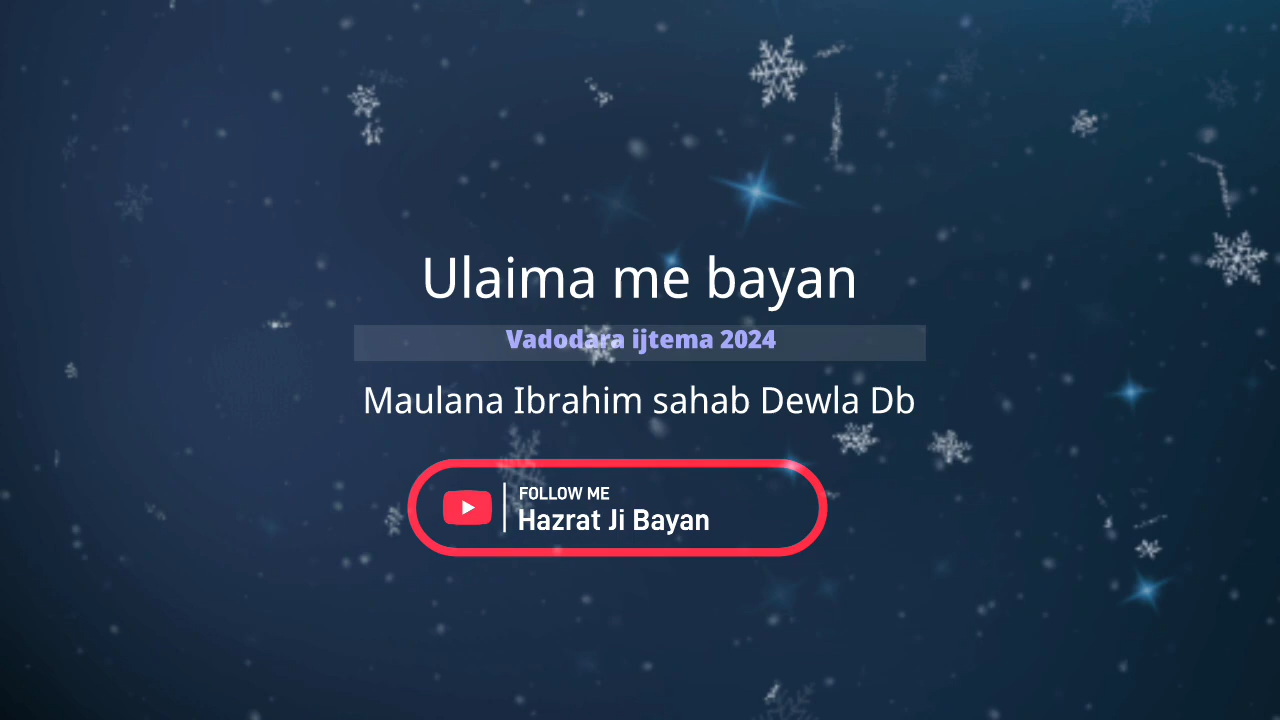 Ulaima me bayan
Vadodara ijtema 2024
Maulana Ibrahim sahab Dewla Db
FOLLOW ME
Hazrat Ji Bayan